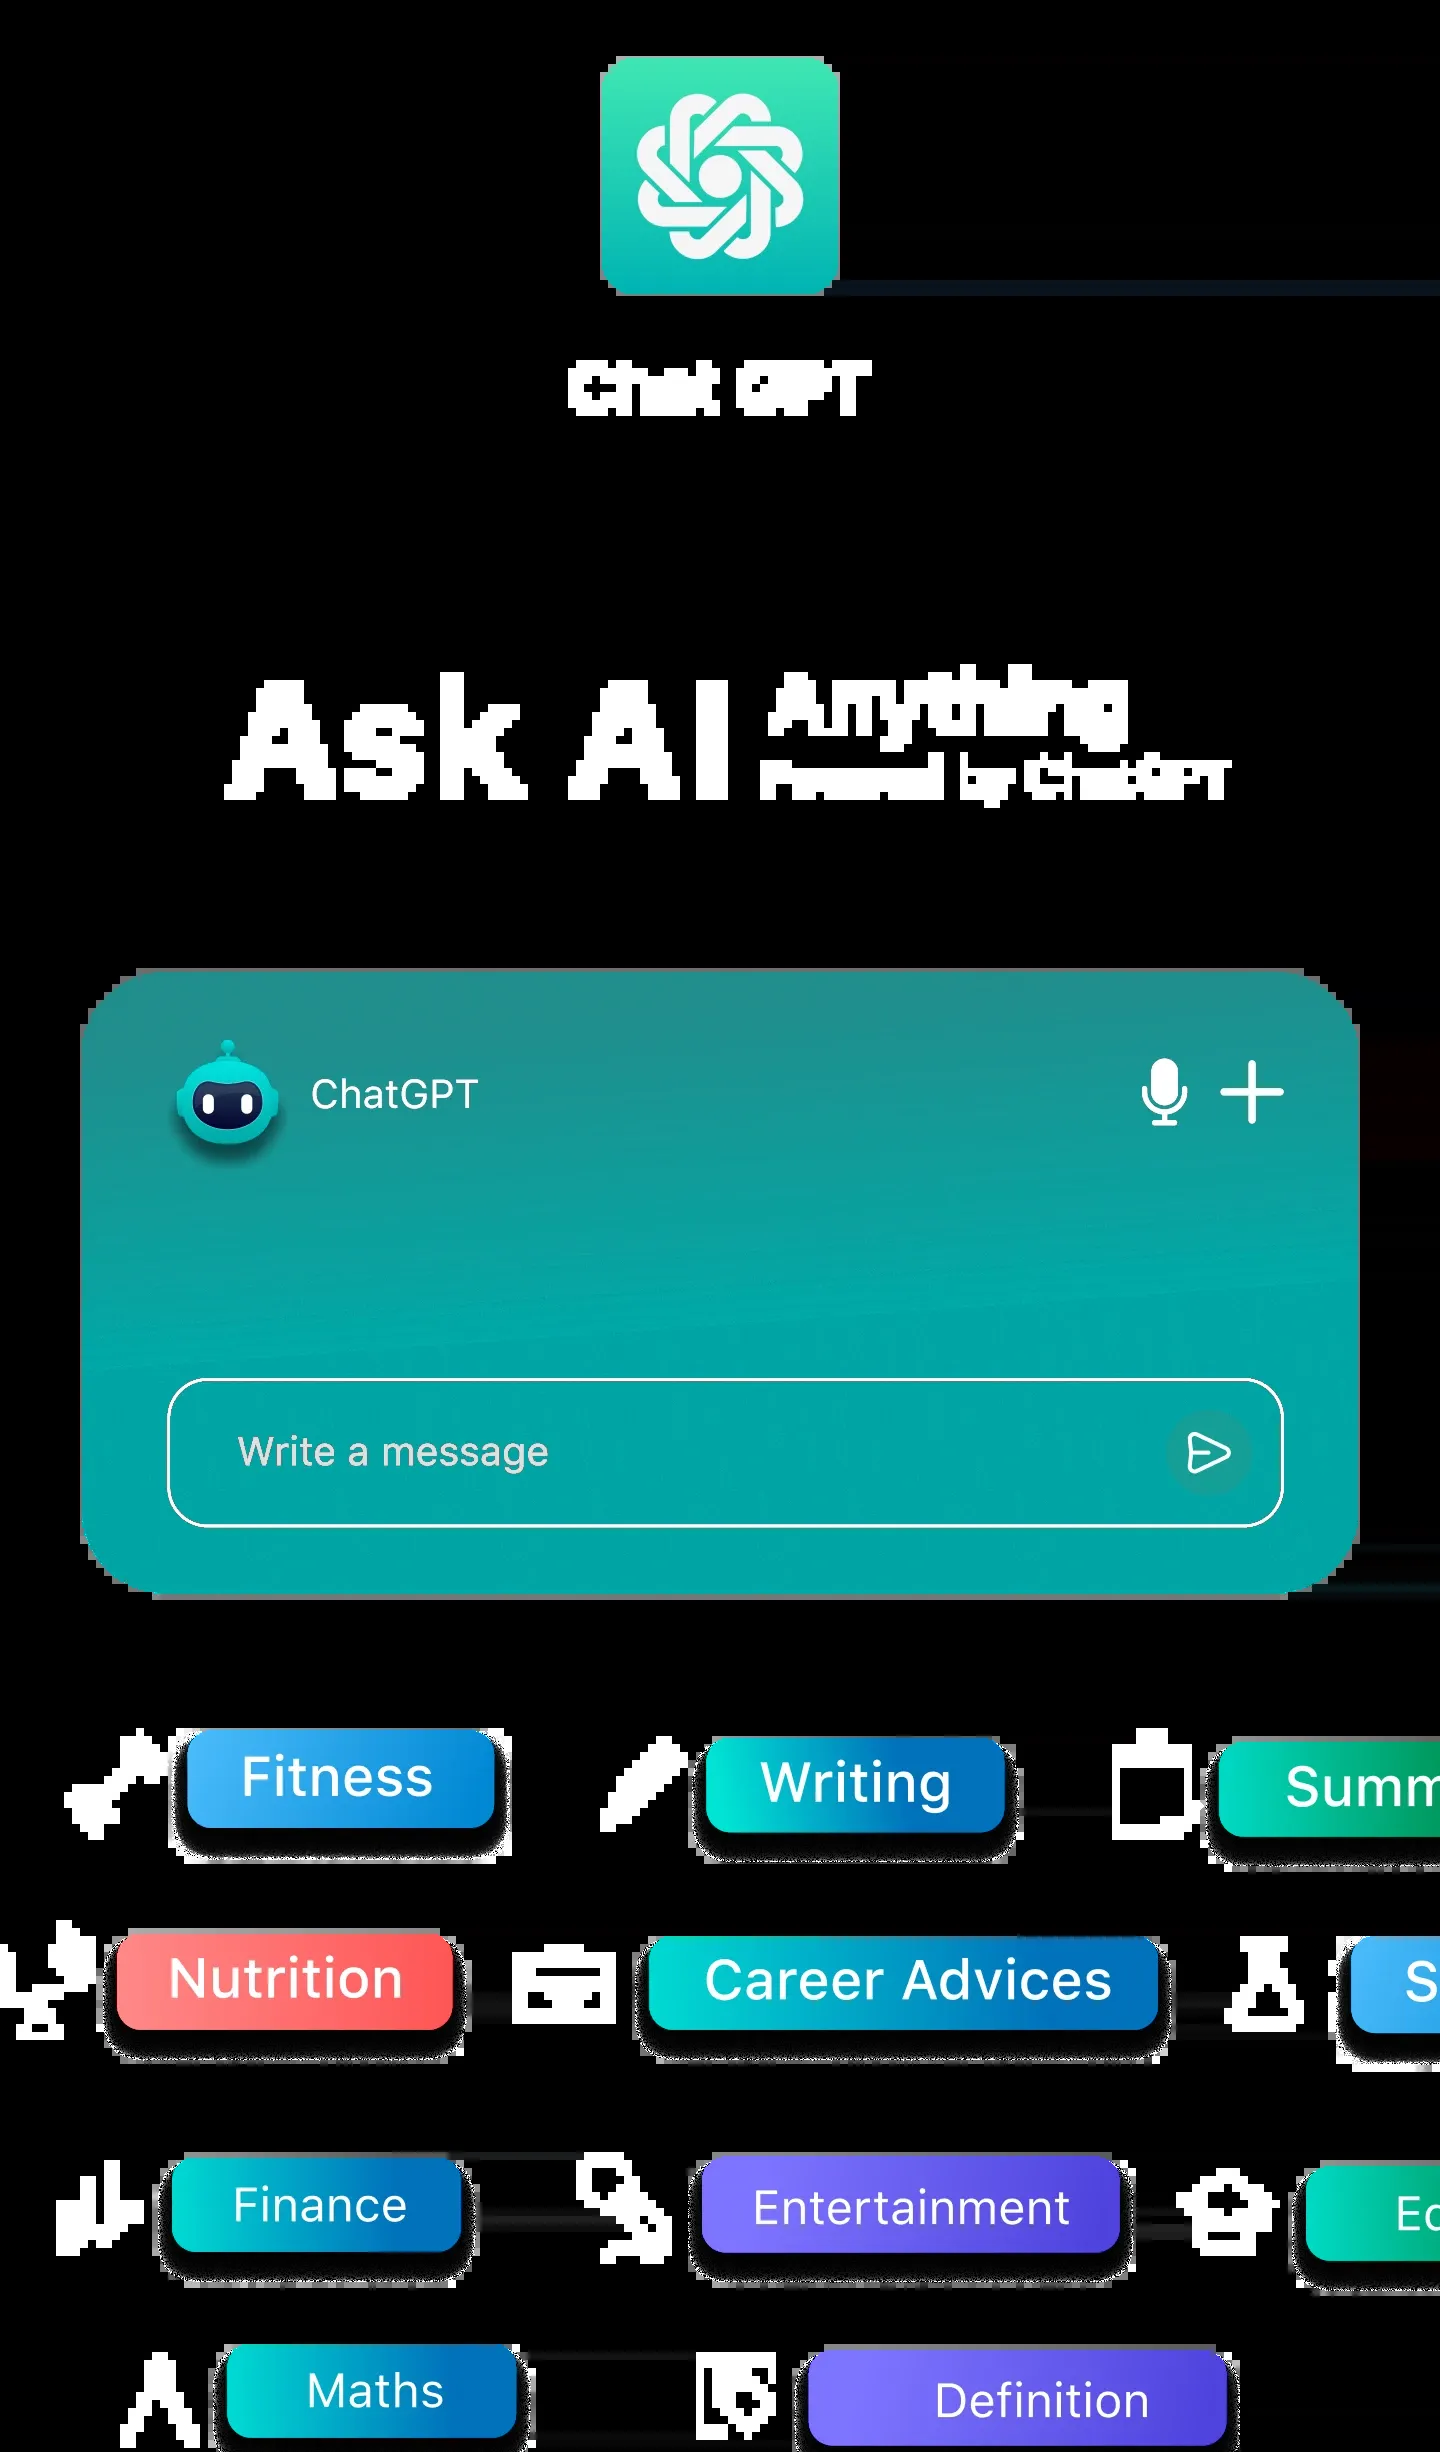 Chat GPT
Ask AI Anything
Powered by ChatGPT
ChatGPT
Write a message
Fitness
Writing
Summ
Nutrition
Career Advices
S
Finance
Entertainment
Ed
Maths
Definition